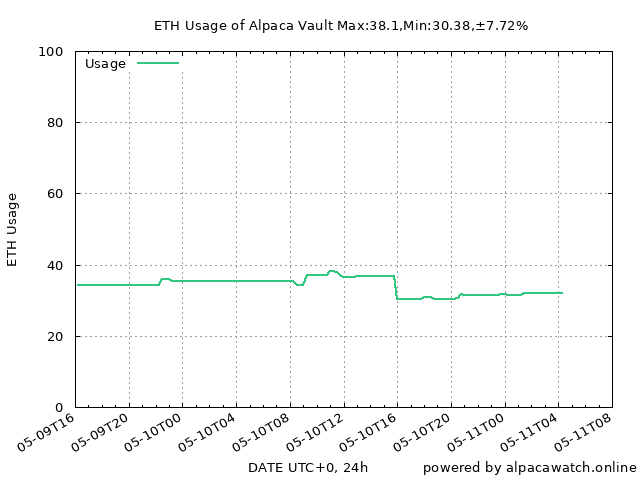 ETH Usage of Alpaca Vault Max:38.1,Min:30.38,±7.72%
Usage
100
80
60
40
20
0
ETH Usage
05-09T16
05-09T20
05-10T00
05-10T04
05-10T08
05-10T12
05-10T16
05-10T20
05-11T00
05-11T04
05-11T08
DATE UTC+0, 24h
powered by alpacawatch.online